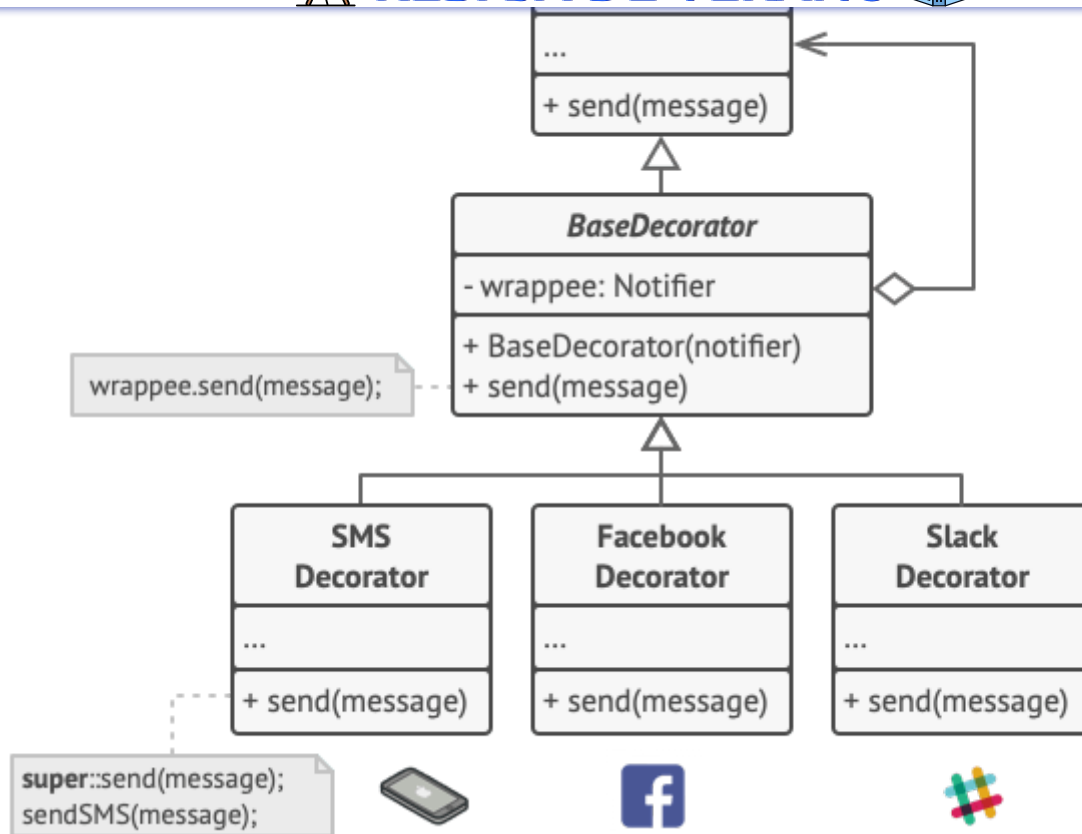 ...
+ send(message)
BaseDecorator
- wrappee: Notifier
+ BaseDecorator(notifier)
+ send(message)
wrappee.send(message);
SMS
Decorator
...
+ send(message)
Facebook
Decorator
...
+ send(message)
Slack
Decorator
...
+ send(message)
super::send(message);
sendSMS(message);